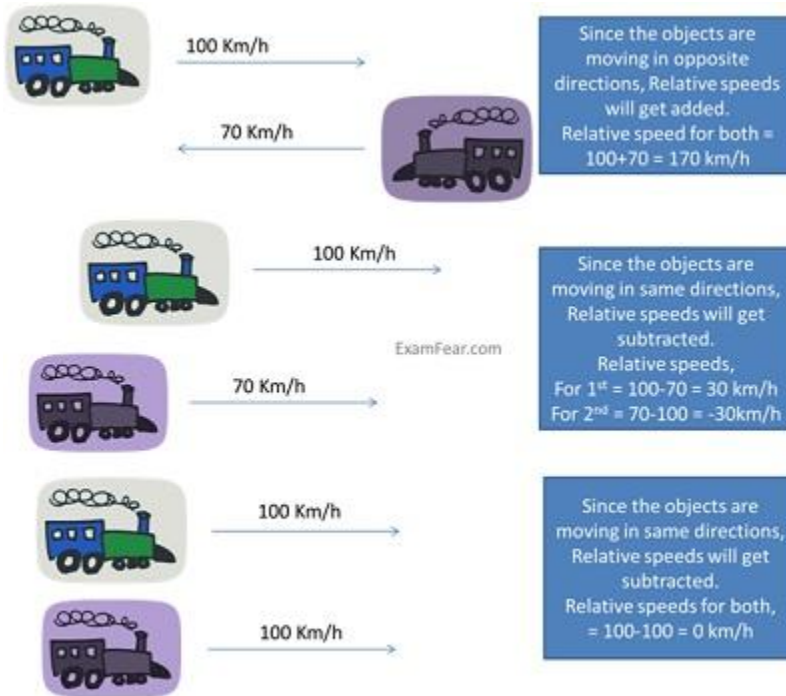 100 Km/h
70 Km/h
Since the objects are
moving in opposite
directions, Relative speeds
will get added.
Relative speed for both =
100+70 = 170 km/h
100 Km/h
70 Km/h
ExamFear.com
Since the objects are
moving in same directions,
Relative speeds will get
subtracted.
Relative speeds,
For 1st = 100-70 = 30 km/h
For 2nd = 70-100 = -30km/h
100 Km/h
100 Km/h
Since the objects are
moving in same directions,
Relative speeds will get
subtracted.
Relative speeds for both,
= 100-100 = 0 km/h